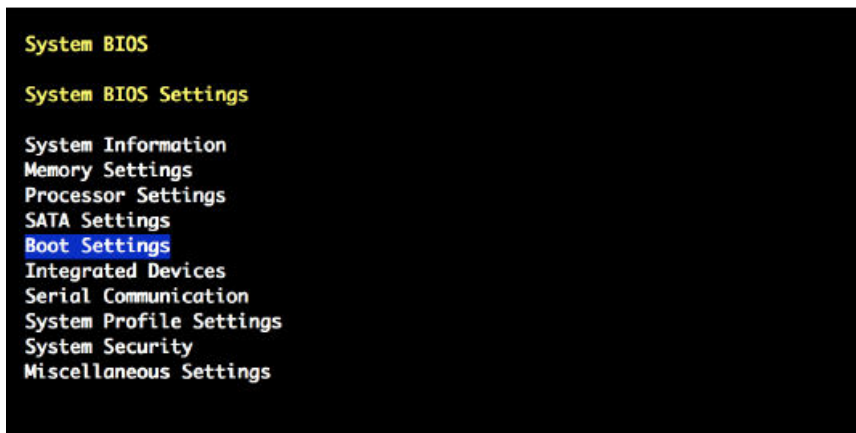 System BIOS
System BIOS Settings
System Information
Memory Settings
Processor Settings
SATA Settings
Boot Settings
Integrated Devices
Serial Communication
System Profile Settings
System Security
Miscellaneous Settings